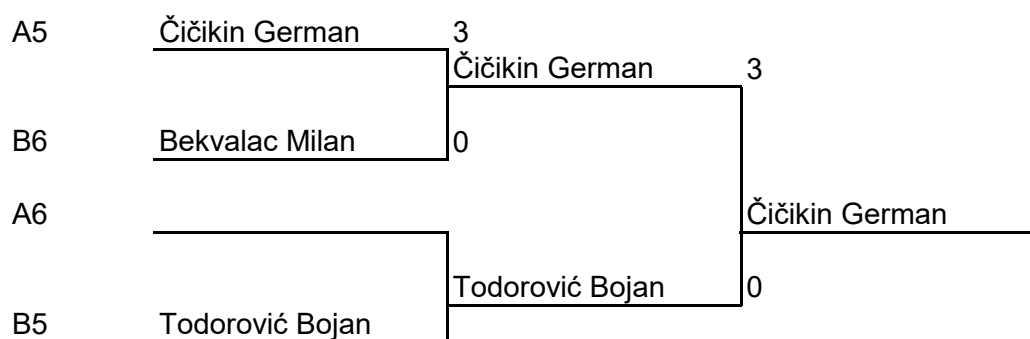 A5 Čičikin German 3
Čičikin German 3
B6 Bekvalac Milan 0
A6 Čičikin German
Todorović Bojan 0
B5 Todorović Bojan